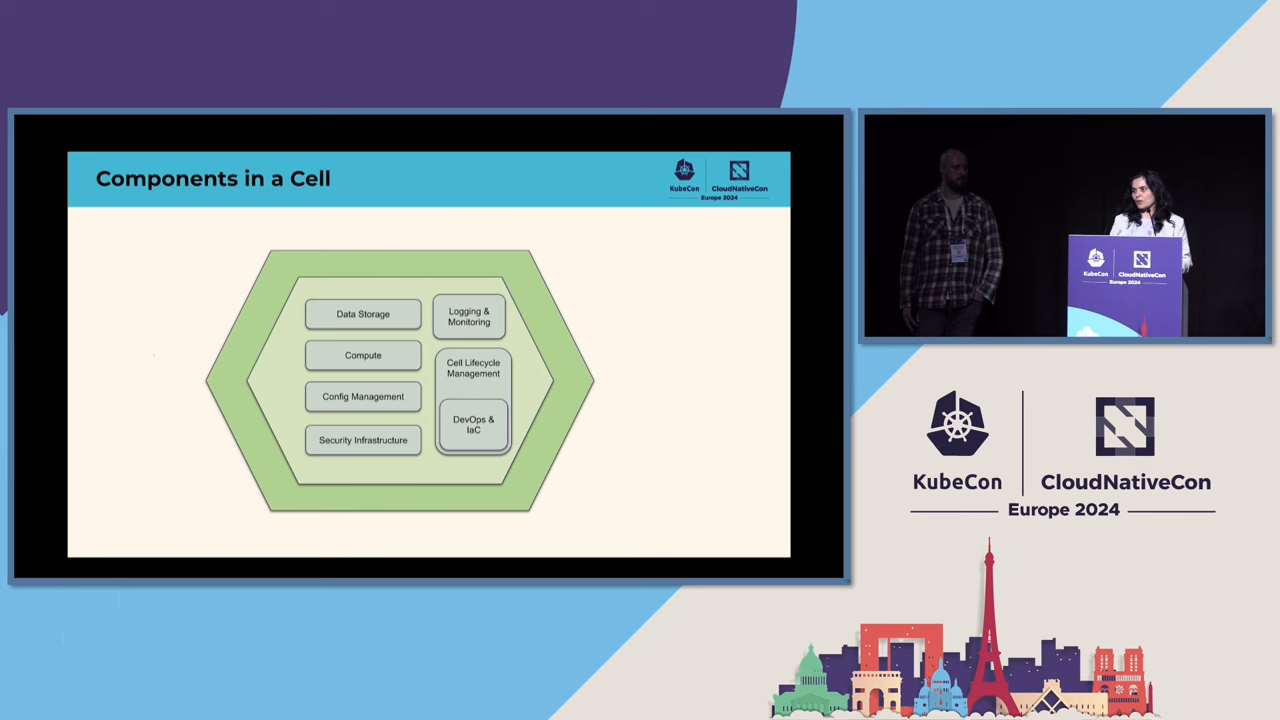 Components in a Cell
KubeCon
CloudNativeCon
Europe 2024
Data Storage
Compute
Config Management
Security Infrastructure
Logging &
Monitoring
Cell Lifecycle
Management
DevOps &
IaC
KubeCon
CloudNativeCon
Europe 2024
KubeCon
CloudNativeCon
Europe 2024